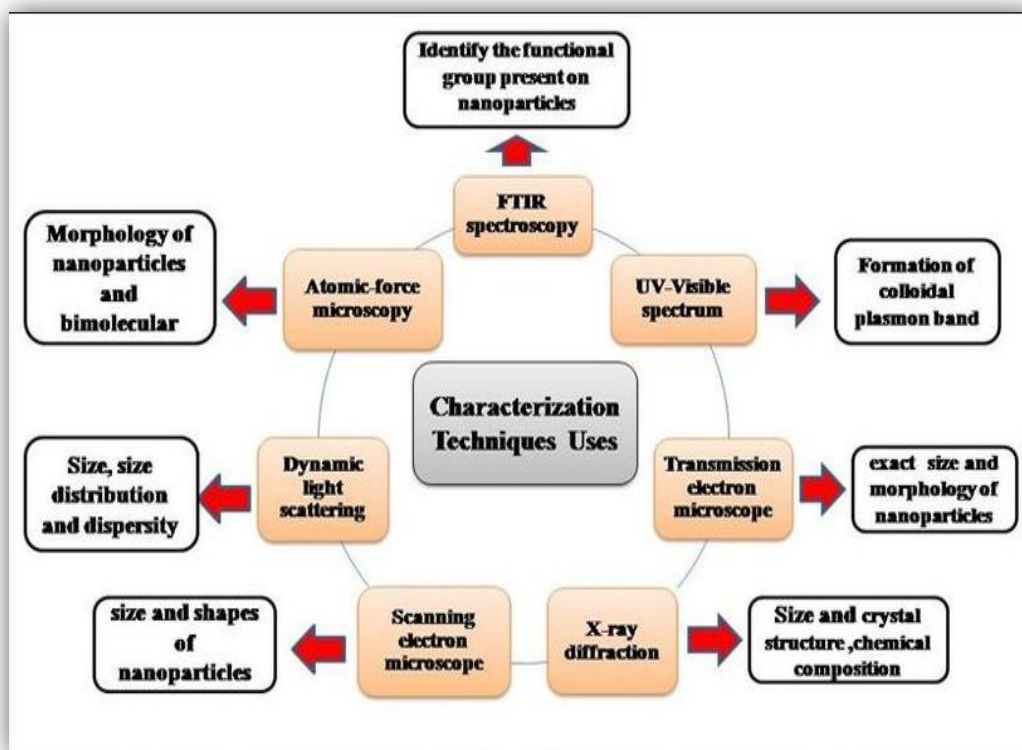 Identify the functional
group present on
nanoparticles
FTIR
spectroscopy
Morphology of
nanoparticles
and
bimolecular
Atomic-force
microscopy
UV-Visible
spectrum
Formation of
colloidal
plasmon band
Characterization
Techniques Uses
Size, size
distribution
and dispersity
Dynamic
light
scattering
Transmission
electron
microscope
exact size and
morphology of
nanoparticles
size and shapes
of
nanoparticles
Scanning
electron
microscope
X-ray
diffraction
Size and crystal
structure ,chemical
composition